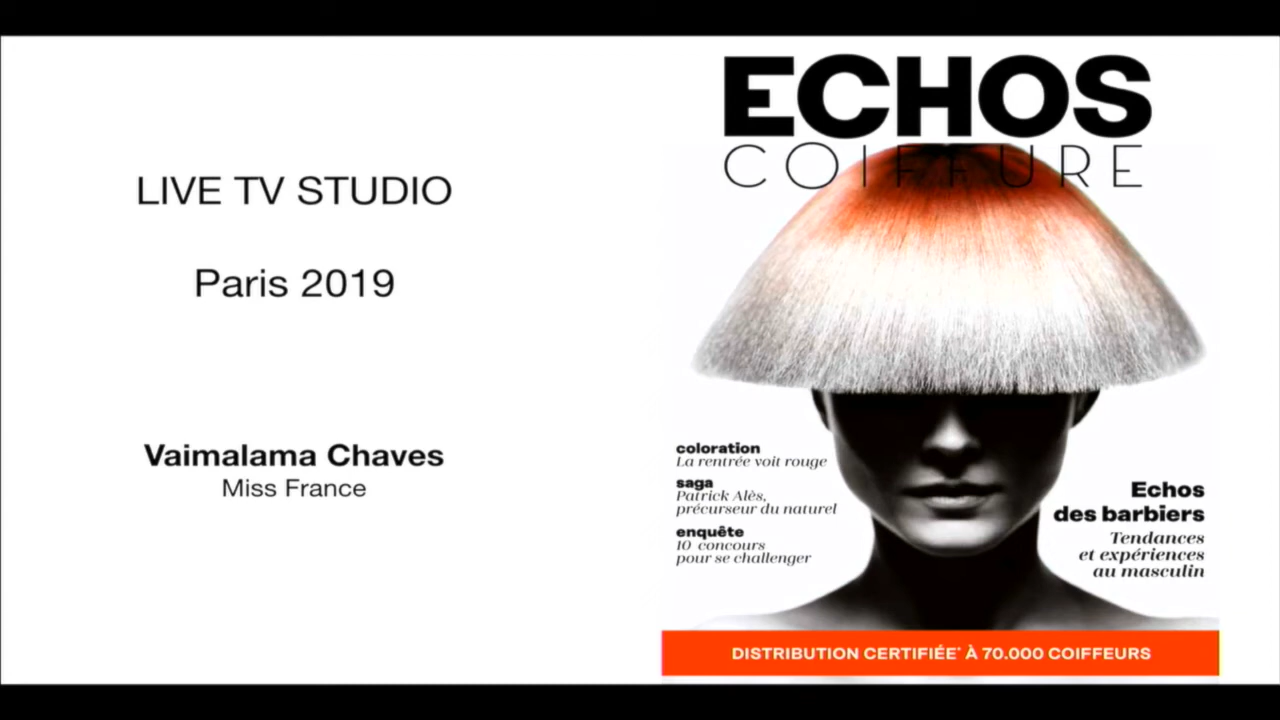 LIVE TV STUDIO
Paris 2019
Vaimalama Chaves
Miss France
ECHOS
COIFFURE
coloration
La rentrée voit rouge
saga
Patrick Alès,
précurseur du naturel
enquête
10 concours
pour se challenger
Echos
des barbiers
Tendances
et expériences
au masculin
DISTRIBUTION CERTIFIÉE* À 70.000 COIFFEURS